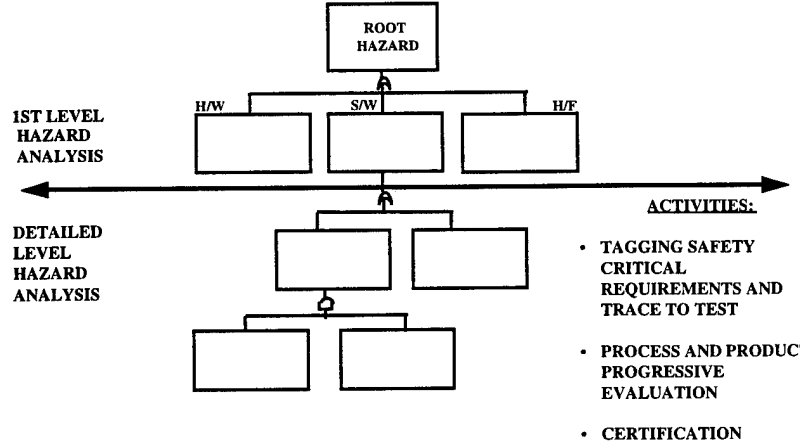 ROOT
HAZARD
H/W
S/W
H/F
1ST LEVEL
HAZARD
ANALYSIS
ACTIVITIES:
DETAILED
LEVEL
HAZARD
ANALYSIS
• TAGGING SAFETY
CRITICAL
REQUIREMENTS AND
TRACE TO TEST
• PROCESS AND PRODUCT
PROGRESSIVE
EVALUATION
• CERTIFICATION